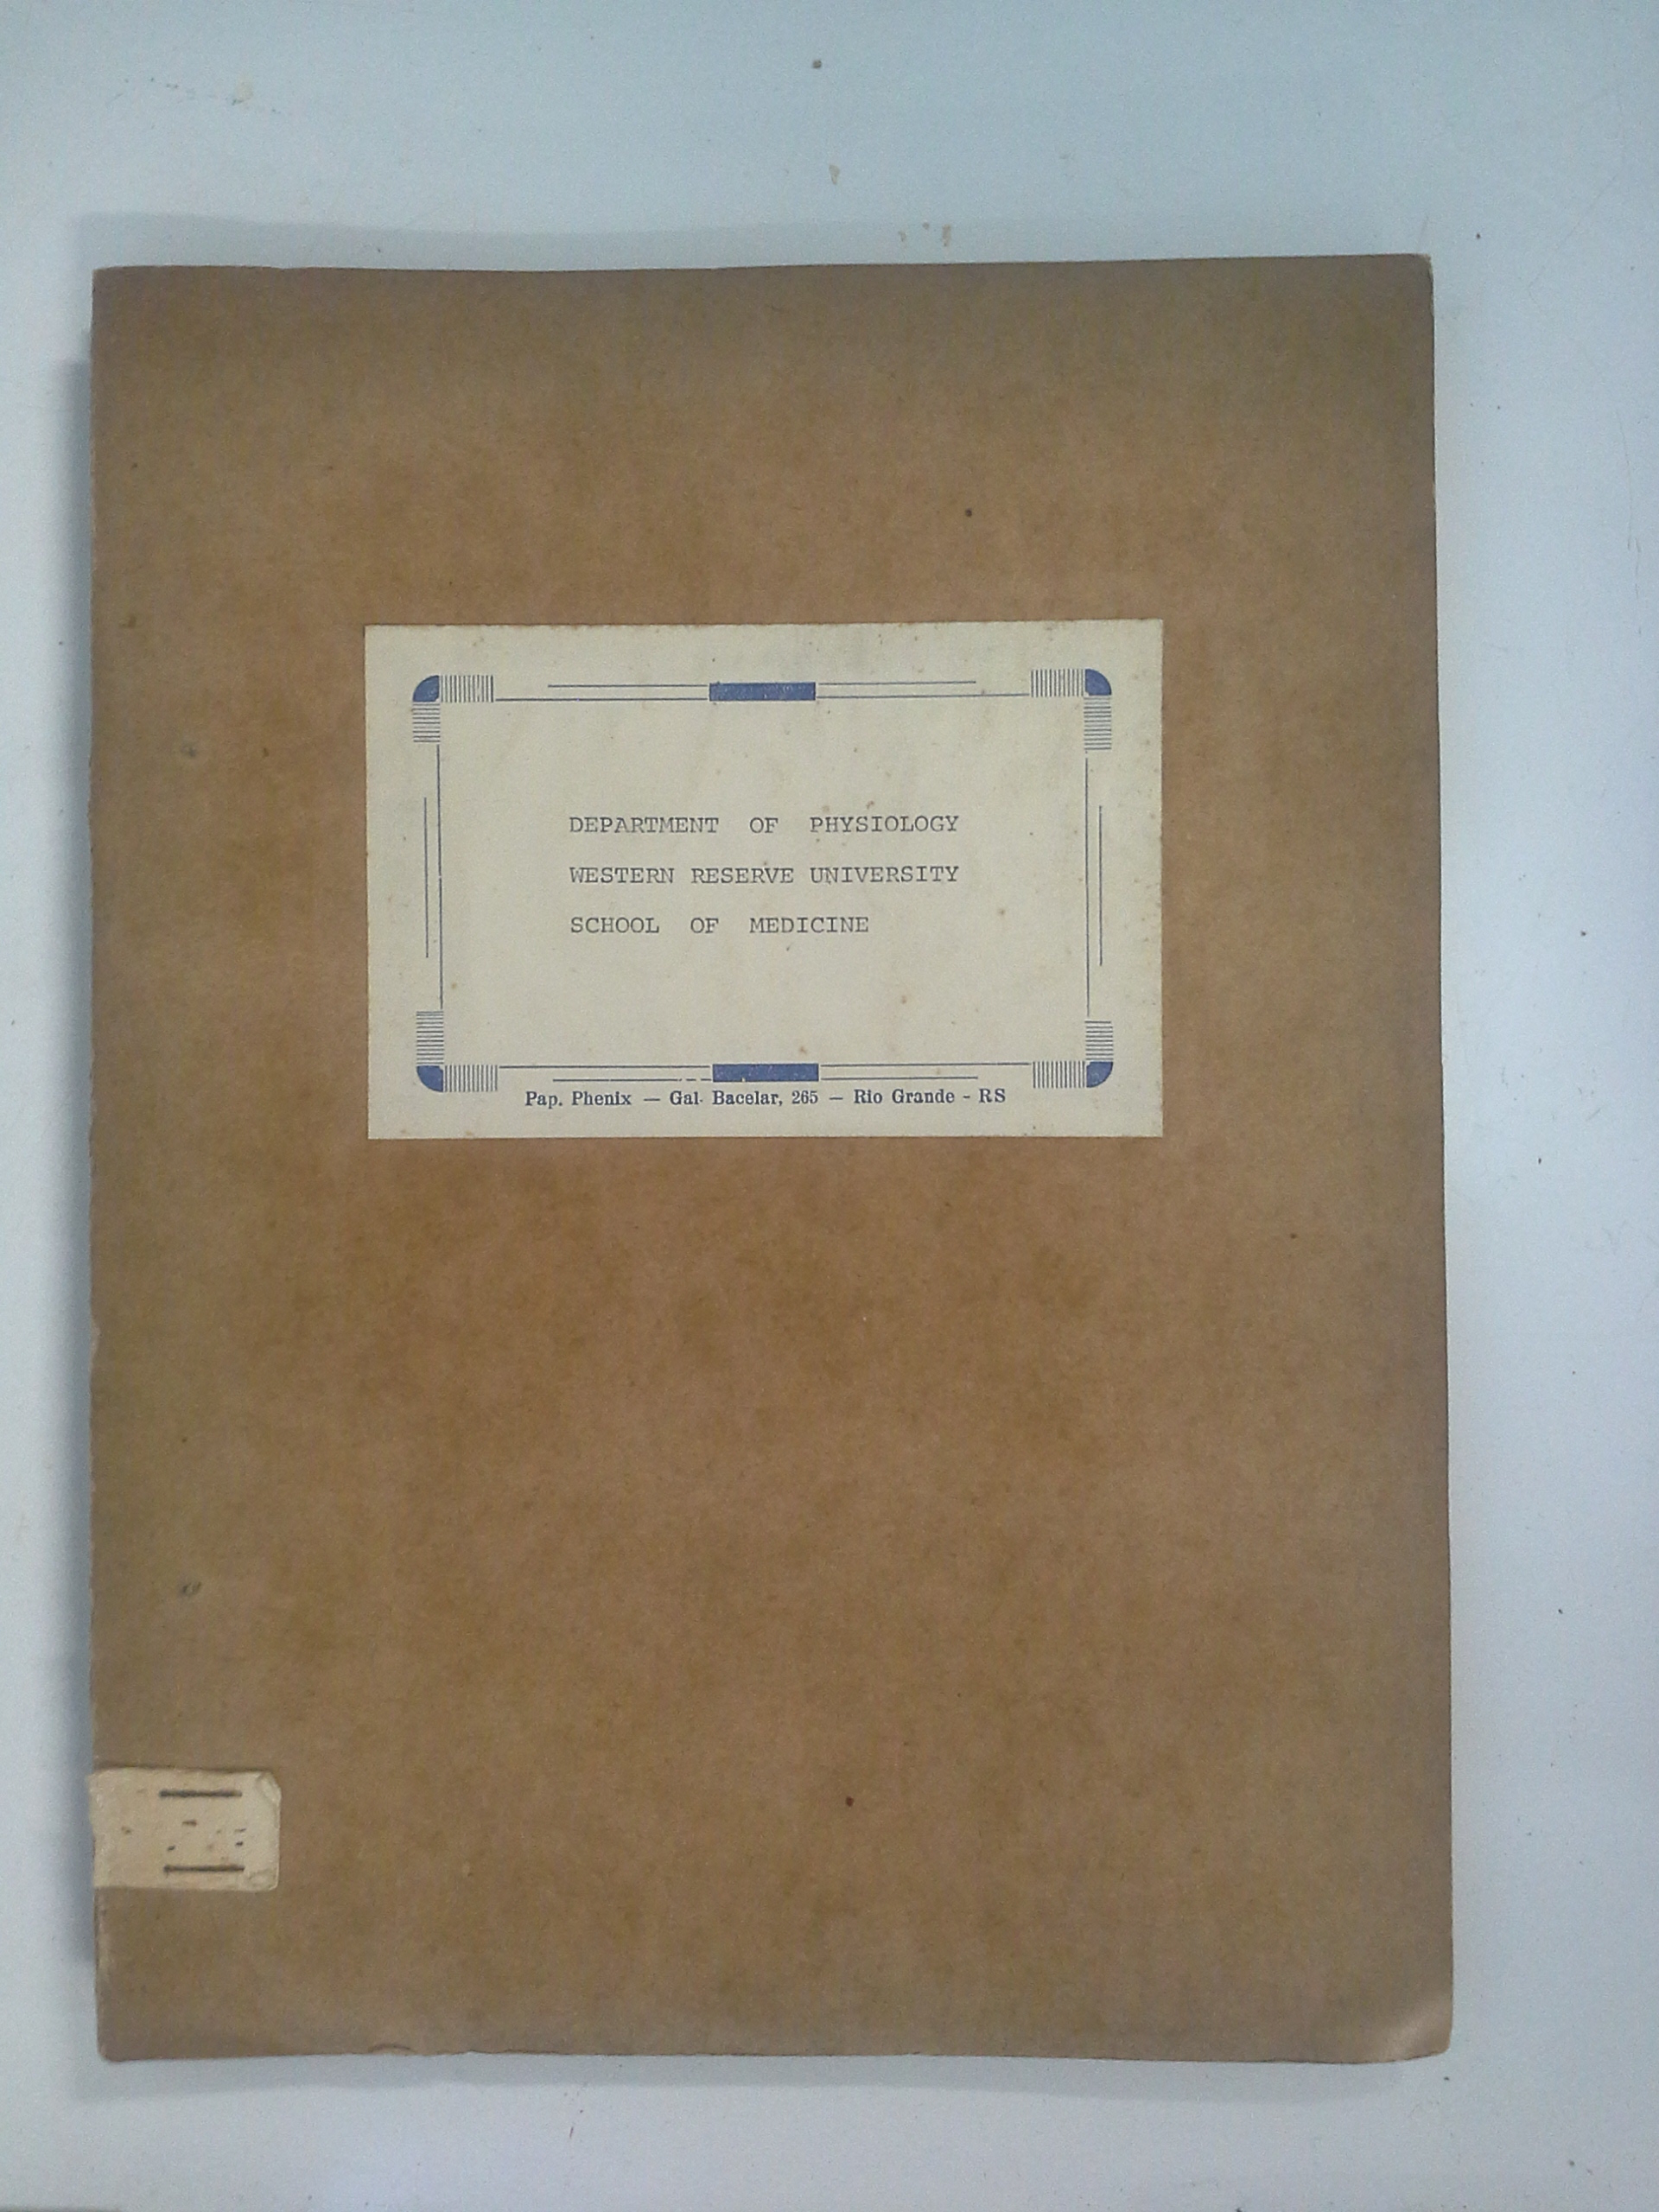 DEPARTMENT OF PHYSIOLOGY
WESTERN RESERVE UNIVERSITY
SCHOOL OF MEDICINE
Pap. Phenix — Gal. Bacelar, 265 — Rio Grande - RS